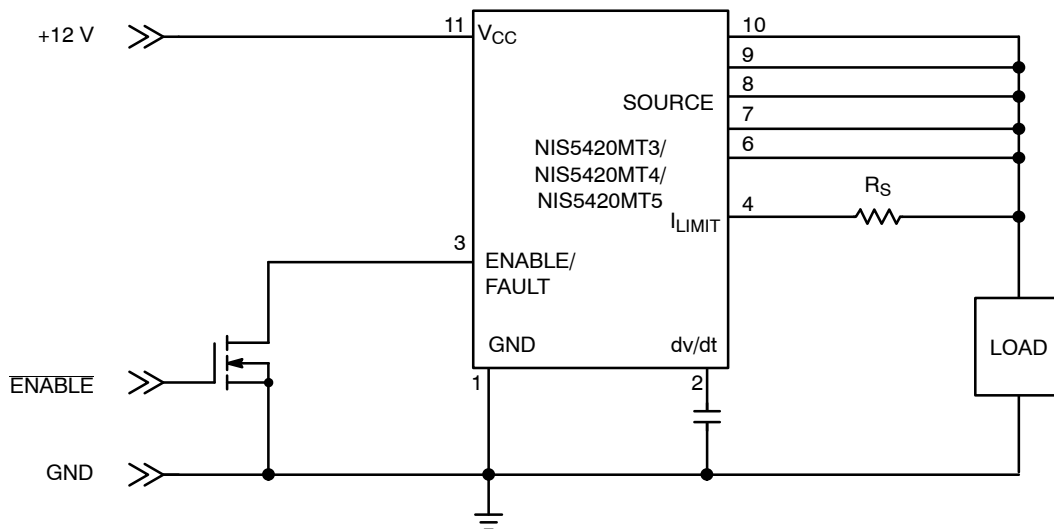 +12 V
11
V_CC
10
9
8
SOURCE
7
NIS5420MT3/
6
NIS5420MT4/
NIS5420MT5
R_S
4
I_LIMIT
3
ENABLE/
FAULT
GND
dv/dt
LOAD
ENABLE
1
2
GND